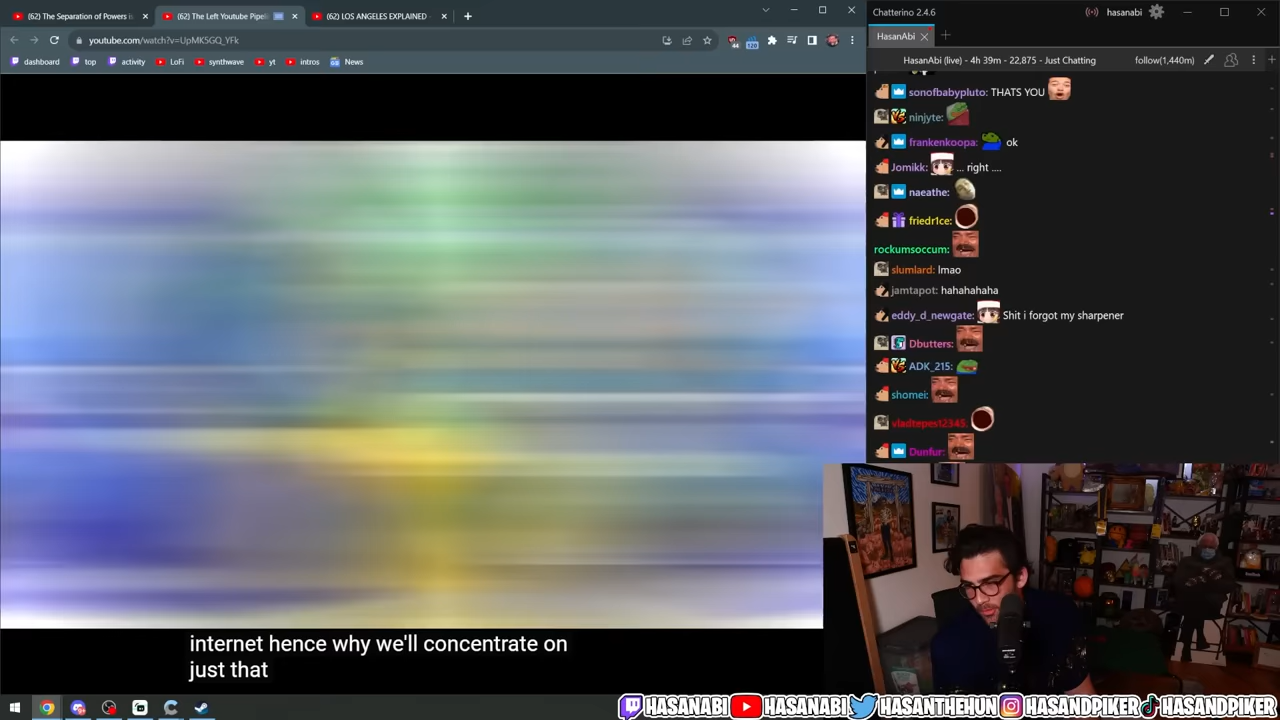 (62) The Separation of Powers is
(62) The Left Youtube Pipeli
(62) LOS ANGELES EXPLAINED -
youtube.com/watch?v=UpMK5GQ_YFk
44
120
dashboard
top
activity
LoFi
synthwave
yt
intros
News
Chatterino 2.4.6
hasanabi
HasanAbi
HasanAbi (live) - 4h 39m - 22,875 - Just Chatting
follow(1,440m)
sonofbabypluto: THATS YOU
ninjyte:
frankenkoopa: ok
Jomikk: ... right ....
naeathe:
friedr1ce:
rockumsoccum:
slumlard: lmao
jamtapot: hahahahaha
eddy_d_newgate: Shit i forgot my sharpener
Dbutters:
ADK_215:
shomei:
vladtepes12345:
Dunfur:
internet hence why we'll concentrate on
just that
HASANABI HASANABI HASANTHEHUN HASANDPIKER HASANDPIKER